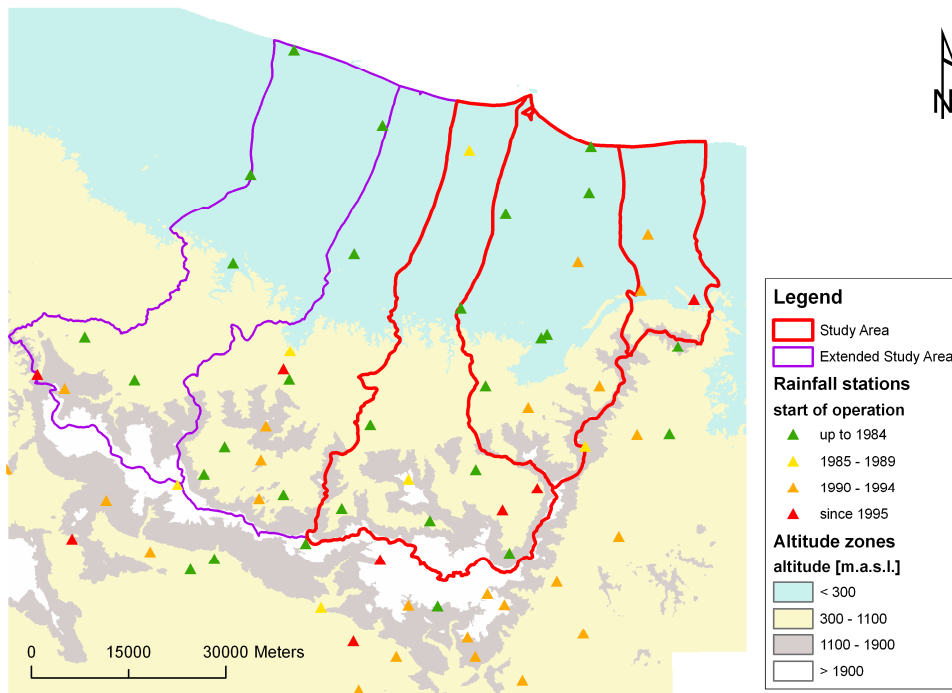 N
Legend
Study Area
Extended Study Area
Rainfall stations
start of operation
up to 1984
1985 - 1989
1990 - 1994
since 1995
Altitude zones
altitude [m.a.s.l.]
< 300
300 - 1100
1100 - 1900
> 1900
0 15000 30000 Meters